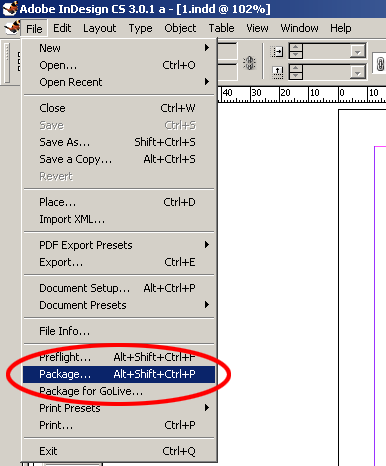 Adobe InDesign CS 3.0.1 a - [1.indd @ 102%]
File Edit Layout Type Object Table View Window Help
New
Open... Ctrl+O
Open Recent
Close Ctrl+W
Save Ctrl+S
Save As... Shift+Ctrl+S
Save a Copy... Alt+Ctrl+S
Revert
Place... Ctrl+D
Import XML...
PDF Export Presets
Export... Ctrl+E
Document Setup... Alt+Ctrl+P
Document Presets
File Info...
Preflight... Alt+Shift+Ctrl+F
Package... Alt+Shift+Ctrl+P
Package for GoLive...
Print Presets
Print... Ctrl+P
Exit Ctrl+Q
40 30 20 10 0 10